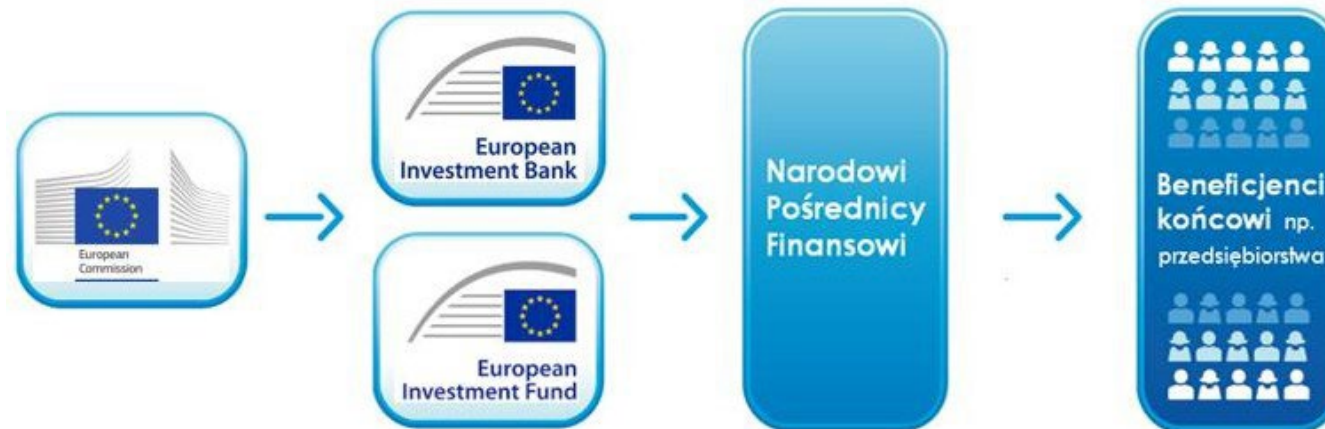 European
Commission
European
Investment Bank
European
Investment Fund
Narodowi
Pośrednicy
Finansowi
Beneficjenci
końcowi np.
przedsiębiorstwa